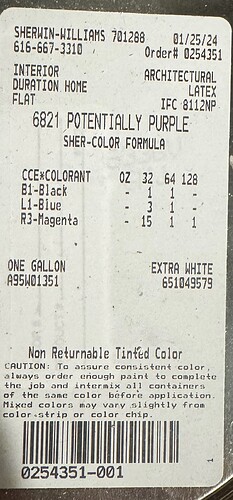 SHERWIN-WILLIAMS 701288 01/25/24
616-667-3310 Order# 0254351
INTERIOR ARCHITECTURAL
DURATION HOME LATEX
FLAT IFC 8112NP
6821 POTENTIALLY PURPLE
SHER-COLOR FORMULA
CCE*COLORANT OZ 32 64 128
B1-Black - 1 1 -
L1-Blue - 3 1 -
R3-Magenta - 15 1 1
ONE GALLON EXTRA WHITE
A95W01351 651049579
Non Returnable Tinted Color
CAUTION: To assure consistent color,
always order enough paint to complete
the job and intermix all containers
of the same color before application.
Mixed colors may vary slightly from
color strip or color chip.
0254351-001